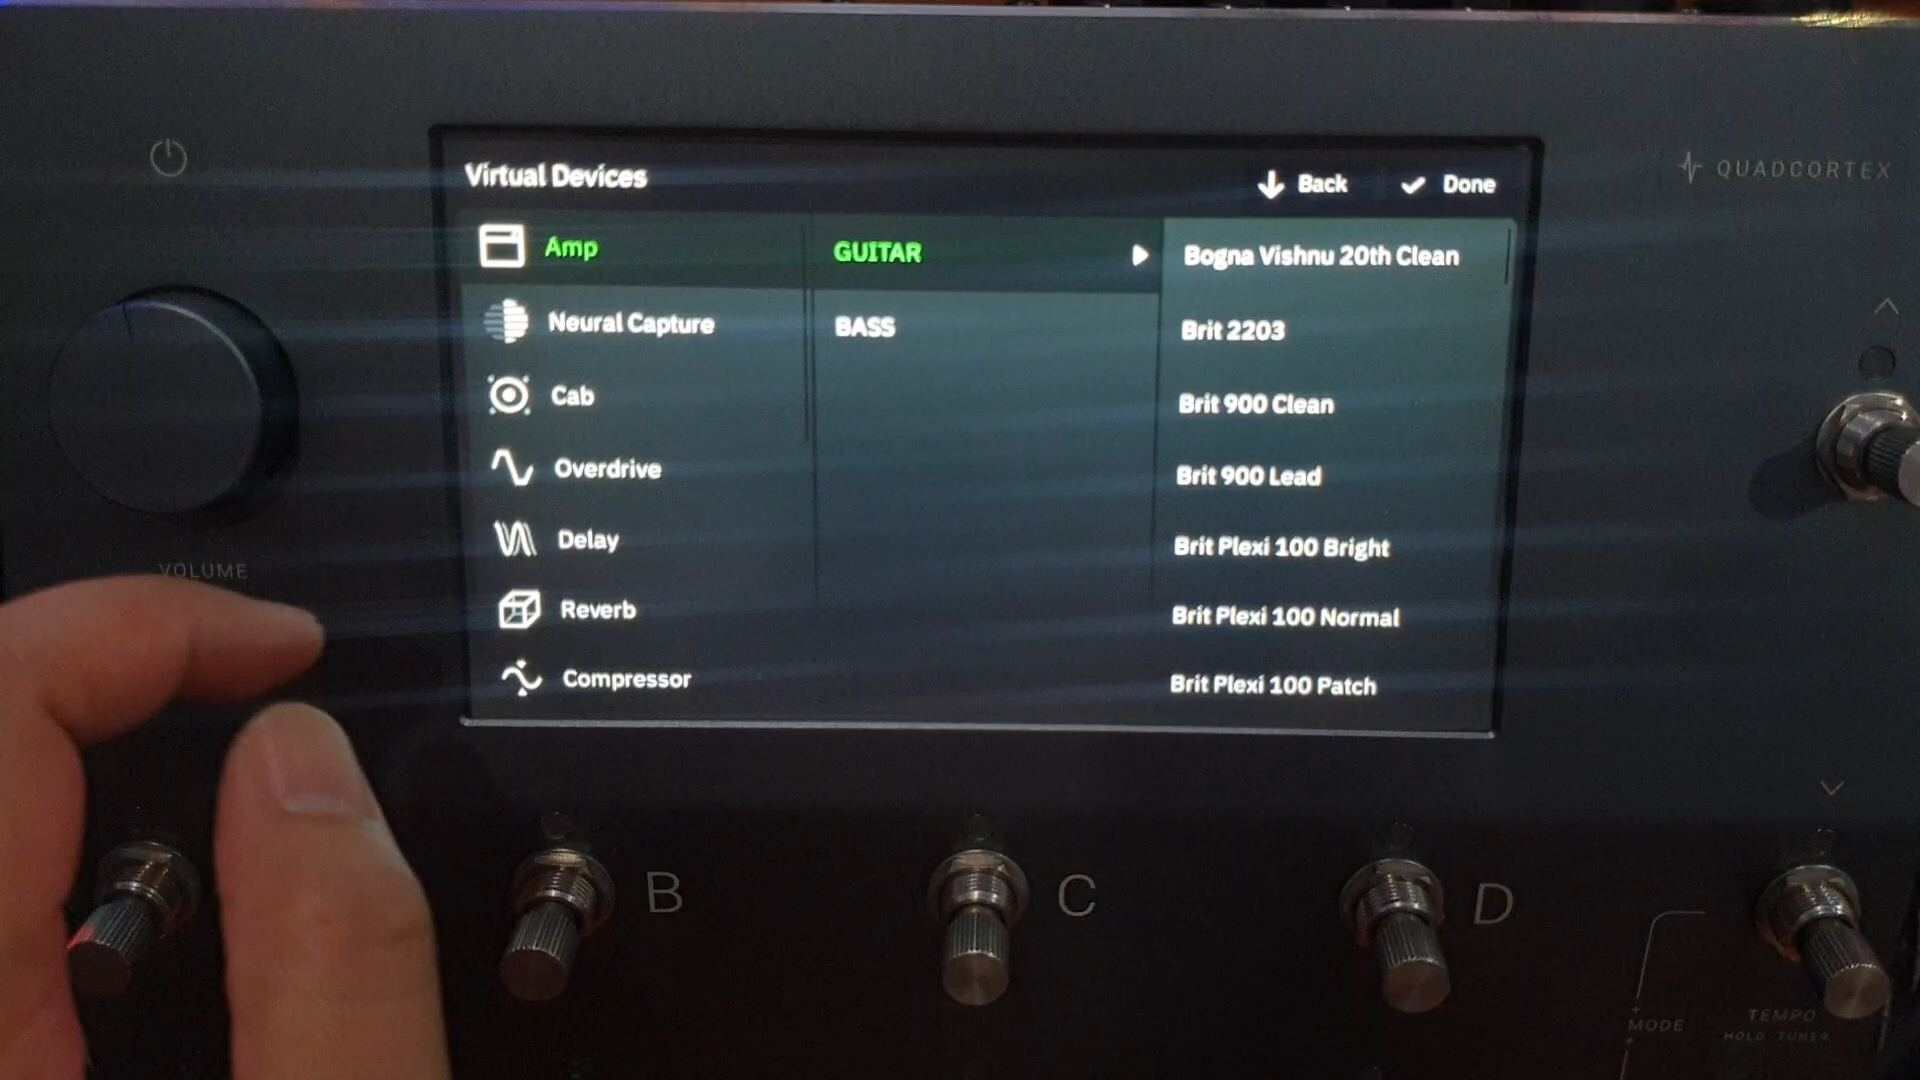 Virtual Devices
Back
Done
QUADCORTEX
Amp
GUITAR
Bogna Vishnu 20th Clean
Neural Capture
BASS
Brit 2203
Cab
Brit 900 Clean
Overdrive
Brit 900 Lead
Delay
Brit Plexi 100 Bright
VOLUME
Reverb
Brit Plexi 100 Normal
Compressor
Brit Plexi 100 Patch
B
C
D
MODE
TEMPO
HOLD TUNER